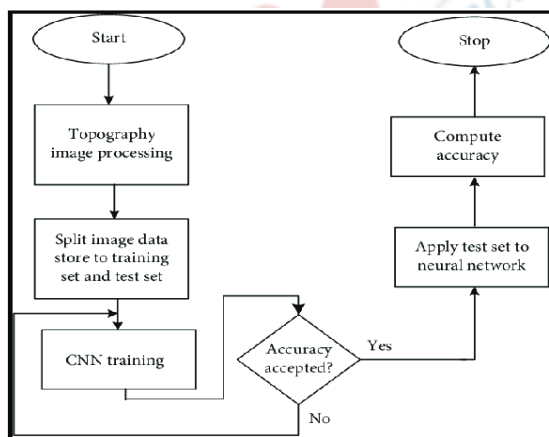 Start
Topography
image processing
Split image data
store to training
set and test set
CNN training
Accuracy
accepted?
No
Yes
Apply test set to
neural network
Compute
accuracy
Stop